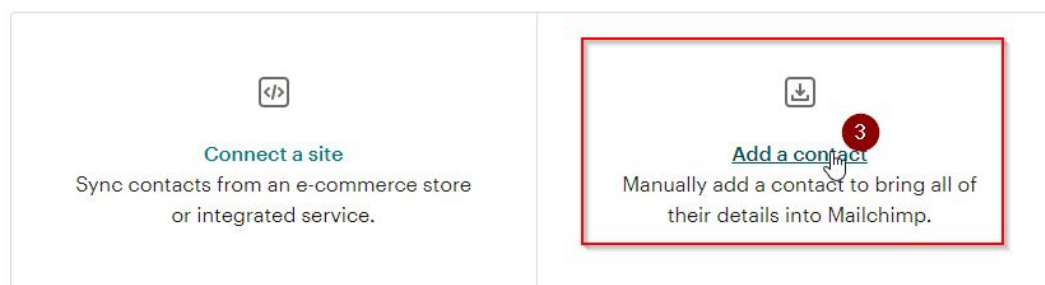 </>
Connect a site
Sync contacts from an e-commerce store
or integrated service.
3
Add a contact
Manually add a contact to bring all of
their details into Mailchimp.